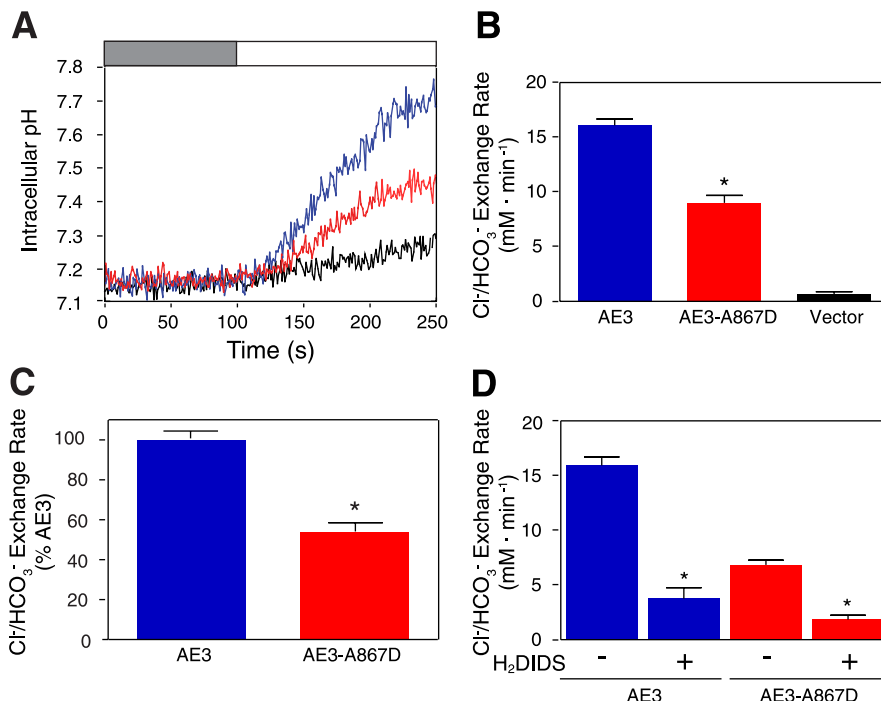 A
Intracellular pH
7.8
7.7
7.6
7.5
7.4
7.3
7.2
7.1
0 50 100 150 200 250
Time (s)
B
Cl-/HCO3- Exchange Rate
(mM · min-1)
20
15
10
5
0
*
AE3 AE3-A867D Vector
C
Cl-/HCO3- Exchange Rate
(% AE3)
100
80
60
40
20
0
*
AE3 AE3-A867D
D
Cl-/HCO3- Exchange Rate
(mM · min-1)
20
15
10
5
0
*
*
H2DIDS - + - +
AE3 AE3-A867D